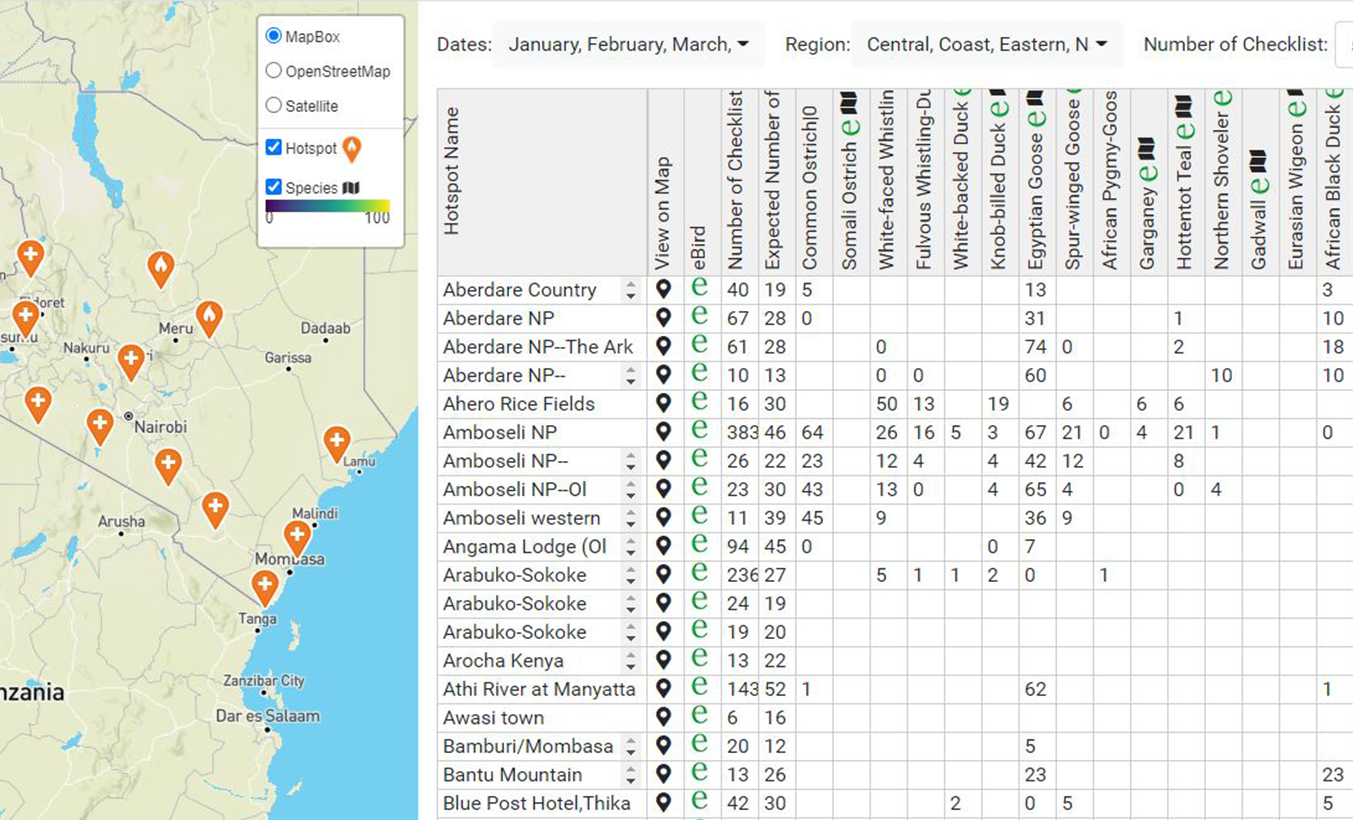 MapBox
OpenStreetMap
Satellite
Hotspot
Species
0 100
Eldoret
Meru
Dadaab
Nakuru
Garissa
Nairobi
Lamu
Arusha
Malindi
Mombasa
Tanga
Zanzibar City
nzania
Dar es Salaam
Dates: January, February, March, Region: Central, Coast, Eastern, N Number of Checklist:
Hotspot Name
View on Map
eBird
Number of Checklist
Expected Number of
Common Ostrich|0
Somali Ostrich e
White-faced Whistlin
Fulvous Whistling-Du
White-backed Duck e
Knob-billed Duck e
Egyptian Goose e
Spur-winged Goose e
African Pygmy-Goos
Garganey e
Hottentot Teal e
Northern Shoveler e
Gadwall e
Eurasian Wigeon e
African Black Duck e
Aberdare Country e 40 19 5 13 3
Aberdare NP e 67 28 0 31 1 10
Aberdare NP--The Ark e 61 28 0 74 0 2 18
Aberdare NP-- e 10 13 0 0 60 10 10
Ahero Rice Fields e 16 30 50 13 19 6 6 6
Amboseli NP e 383 46 64 26 16 5 3 67 21 0 4 21 1 0
Amboseli NP-- e 26 22 23 12 4 4 42 12 8
Amboseli NP--Ol e 23 30 43 13 0 4 65 4 0 4
Amboseli western e 11 39 45 9 36 9
Angama Lodge (Ol e 94 45 0 0 7
Arabuko-Sokoke e 236 27 5 1 1 2 0 1
Arabuko-Sokoke e 24 19
Arabuko-Sokoke e 19 20
Arocha Kenya e 13 22
Athi River at Manyatta e 143 52 1 62 1
Awasi town e 6 16
Bamburi/Mombasa e 20 12 5
Bantu Mountain e 13 26 23 23
Blue Post Hotel,Thika e 42 30 2 0 5 5